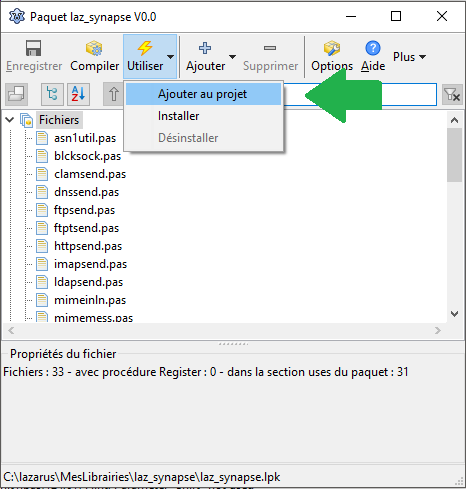 Paquet laz_synapse V0.0
Enregistrer Compiler Utiliser Ajouter Supprimer Options Aide Plus
Ajouter au projet
Installer
Désinstaller
Fichiers
asn1util.pas
blcksock.pas
clamsend.pas
dnssend.pas
ftpsend.pas
ftptsend.pas
httpsend.pas
imapsend.pas
ldapsend.pas
mimeinln.pas
mimemess.pas
Propriétés du fichier
Fichiers : 33 - avec procédure Register : 0 - dans la section uses du paquet : 31
C:\lazarus\MesLibrairies\laz_synapse\laz_synapse.lpk